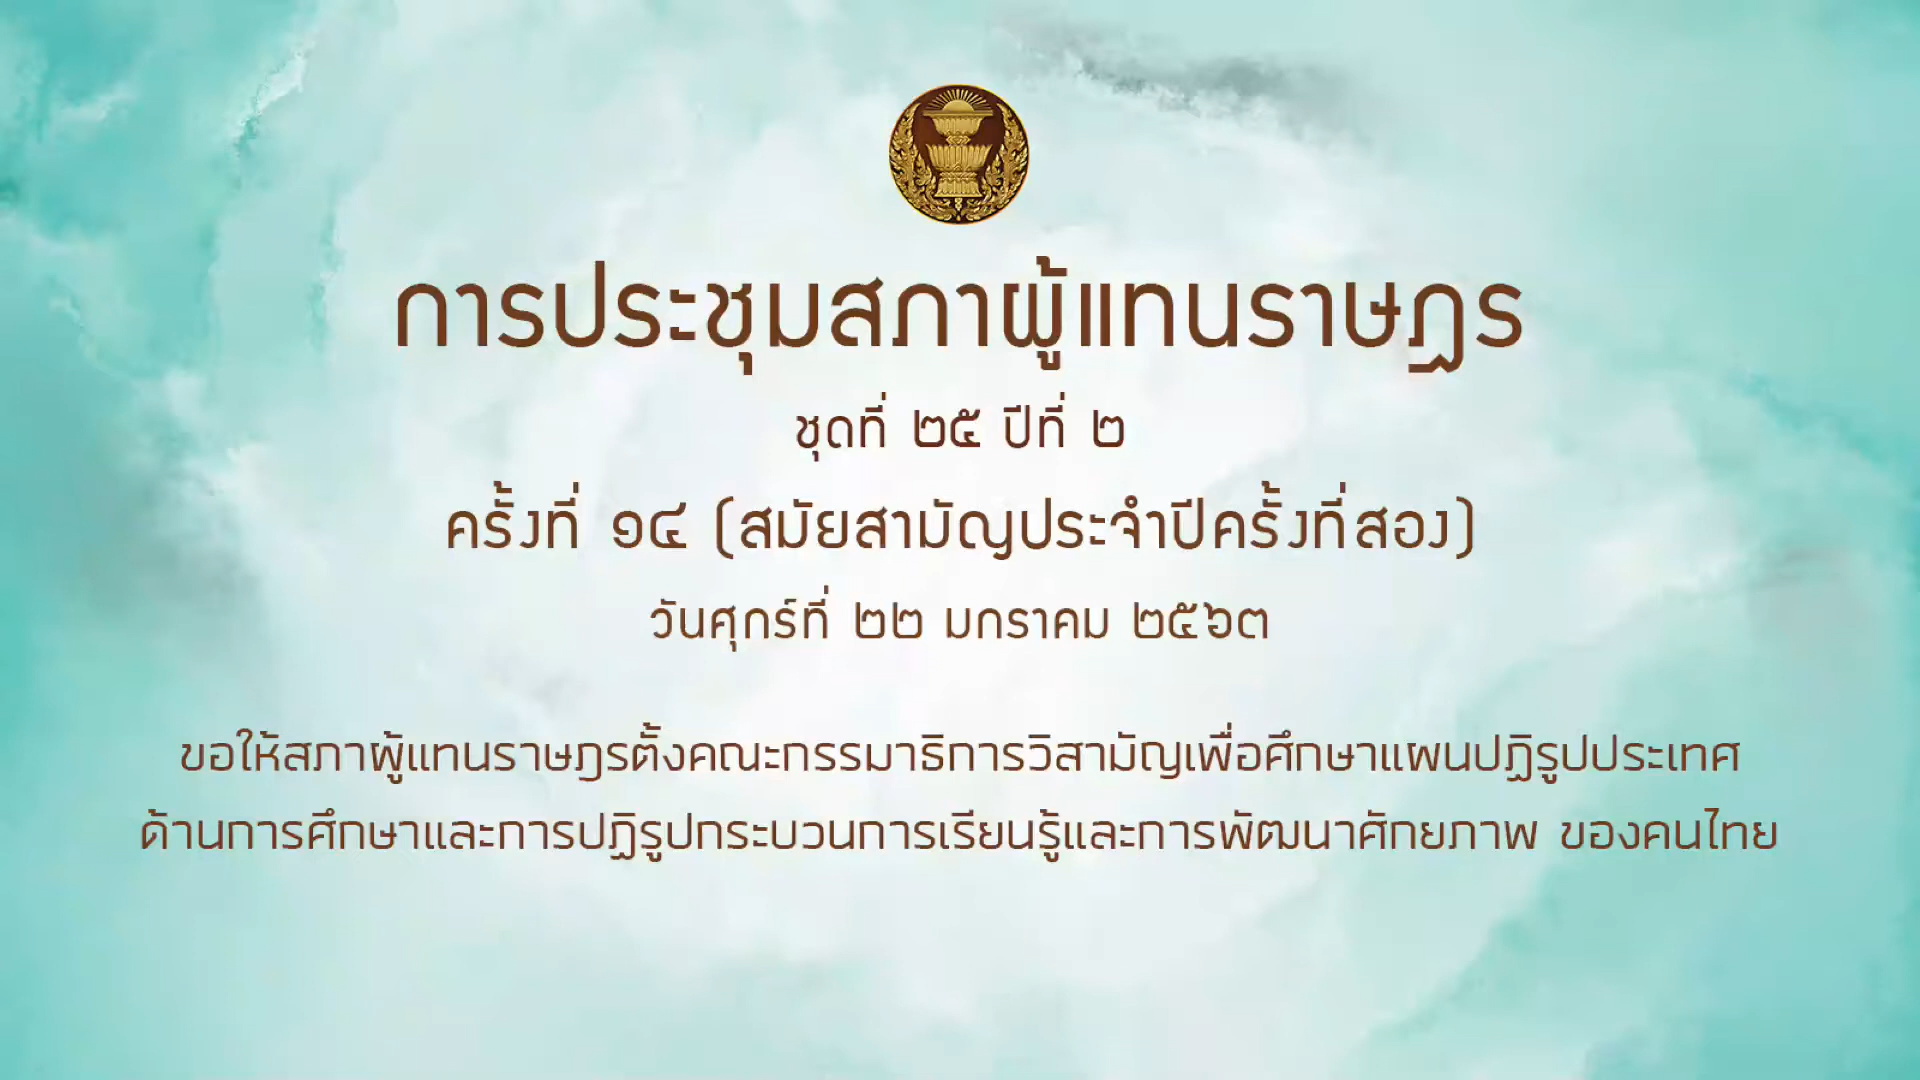 การประชุมสภาผู้แทนราษฎร
ชุดที่ ๒๕ ปีที่ ๒
ครั้งที่ ๑๔ (สมัยสามัญประจำปีครั้งที่สอง)
วันศุกร์ที่ ๒๒ มกราคม ๒๕๖๓
ขอให้สภาผู้แทนราษฎรตั้งคณะกรรมาธิการวิสามัญเพื่อศึกษาแผนปฏิรูปประเทศ
ด้านการศึกษาและการปฏิรูปกระบวนการเรียนรู้และการพัฒนาศักยภาพ ของคนไทย